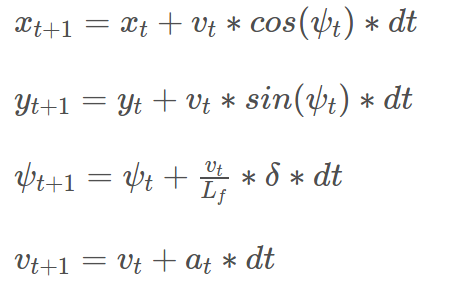 x_{t+1} = x_t + v_t * cos(ψ_t) * dt
y_{t+1} = y_t + v_t * sin(ψ_t) * dt
ψ_{t+1} = ψ_t + \frac{v_t}{L_f} * δ * dt
v_{t+1} = v_t + a_t * dt